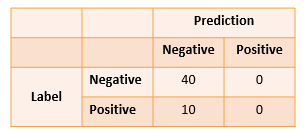 Prediction
Negative Positive
Label Negative 40 0
Positive 10 0